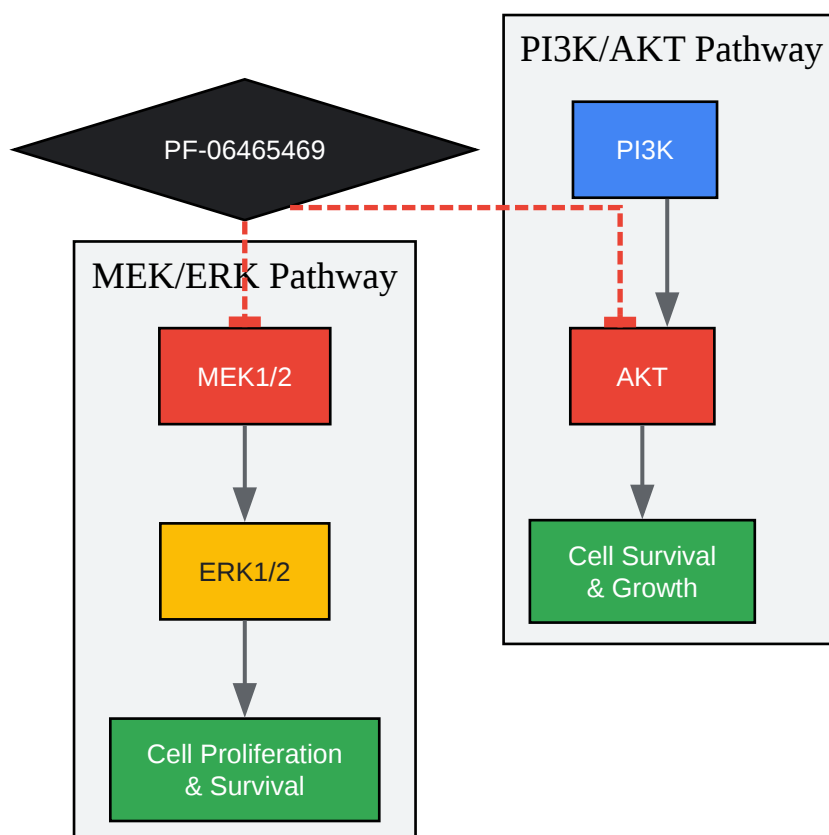 PI3K/AKT Pathway
PF-06465469
PI3K
MEK/ERK Pathway
MEK1/2
AKT
ERK1/2
Cell Survival
& Growth
Cell Proliferation
& Survival